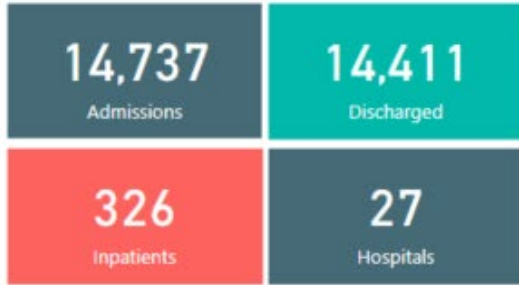 14,737
Admissions
14,411
Discharged
326
Inpatients
27
Hospitals